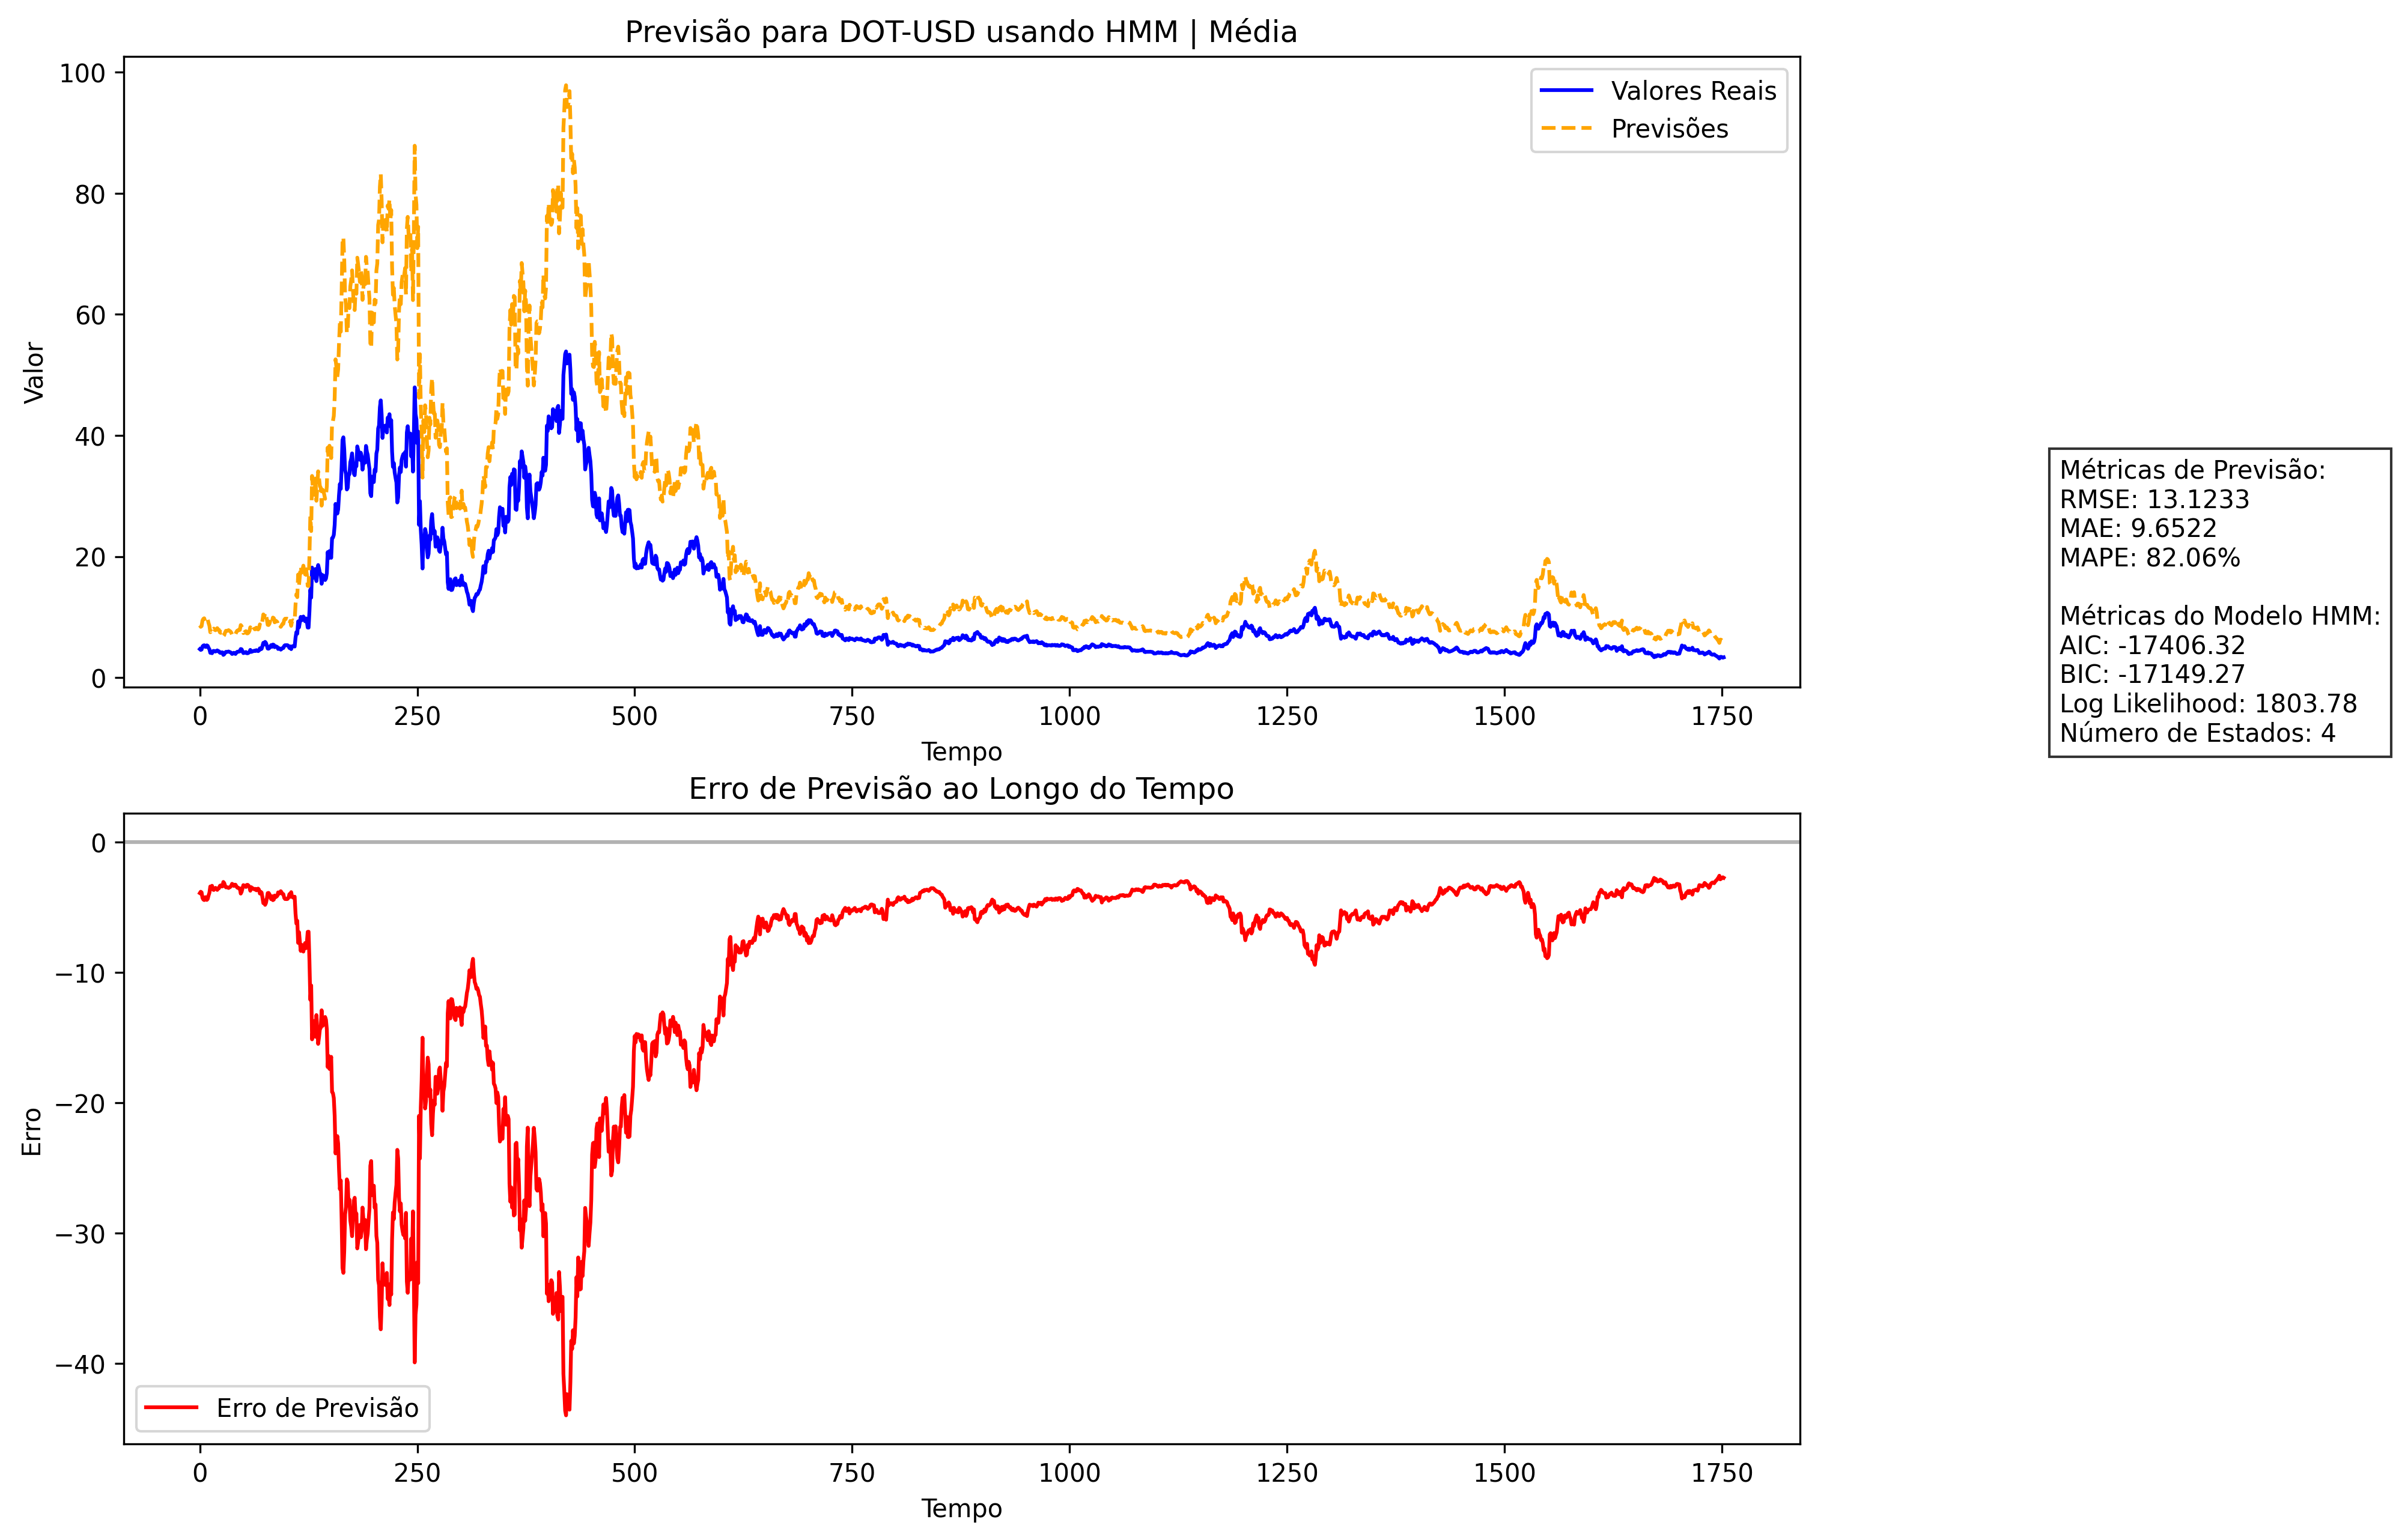 Previsão para DOT-USD usando HMM | Média
100
80
60
40
20
0
Valor
Valores Reais
Previsões
0 250 500 750 1000 1250 1500 1750
Tempo
Métricas de Previsão:
RMSE: 13.1233
MAE: 9.6522
MAPE: 82.06%
Métricas do Modelo HMM:
AIC: -17406.32
BIC: -17149.27
Log Likelihood: 1803.78
Número de Estados: 4
Erro de Previsão ao Longo do Tempo
0
−10
−20
−30
−40
Erro
Erro de Previsão
0 250 500 750 1000 1250 1500 1750
Tempo